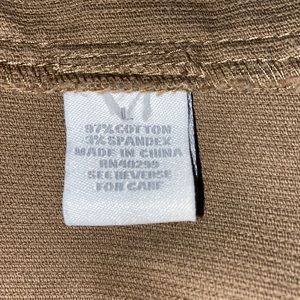 L
97% COTTON
3% SPANDEX
MADE IN CHINA
RN40299
SEE REVERSE
FOR CARE